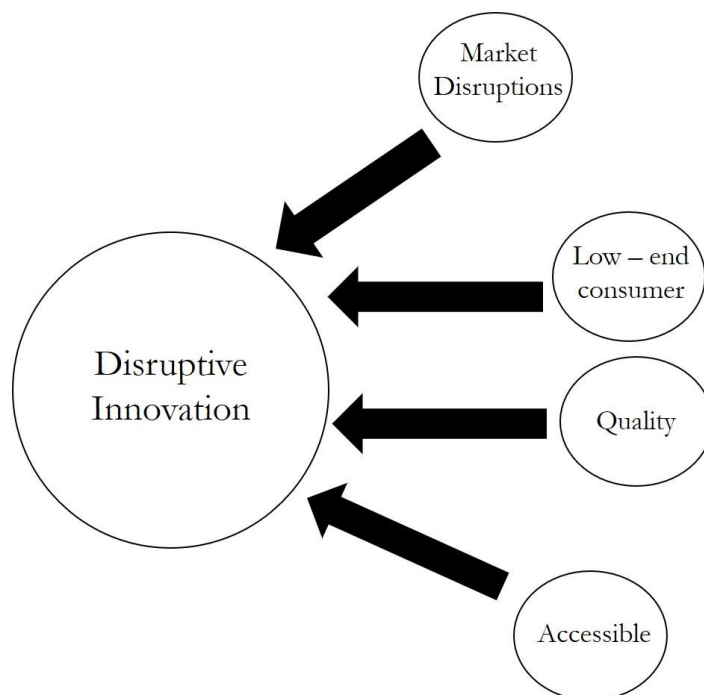 Market
Disruptions
Low – end
consumer
Disruptive
Innovation
Quality
Accessible